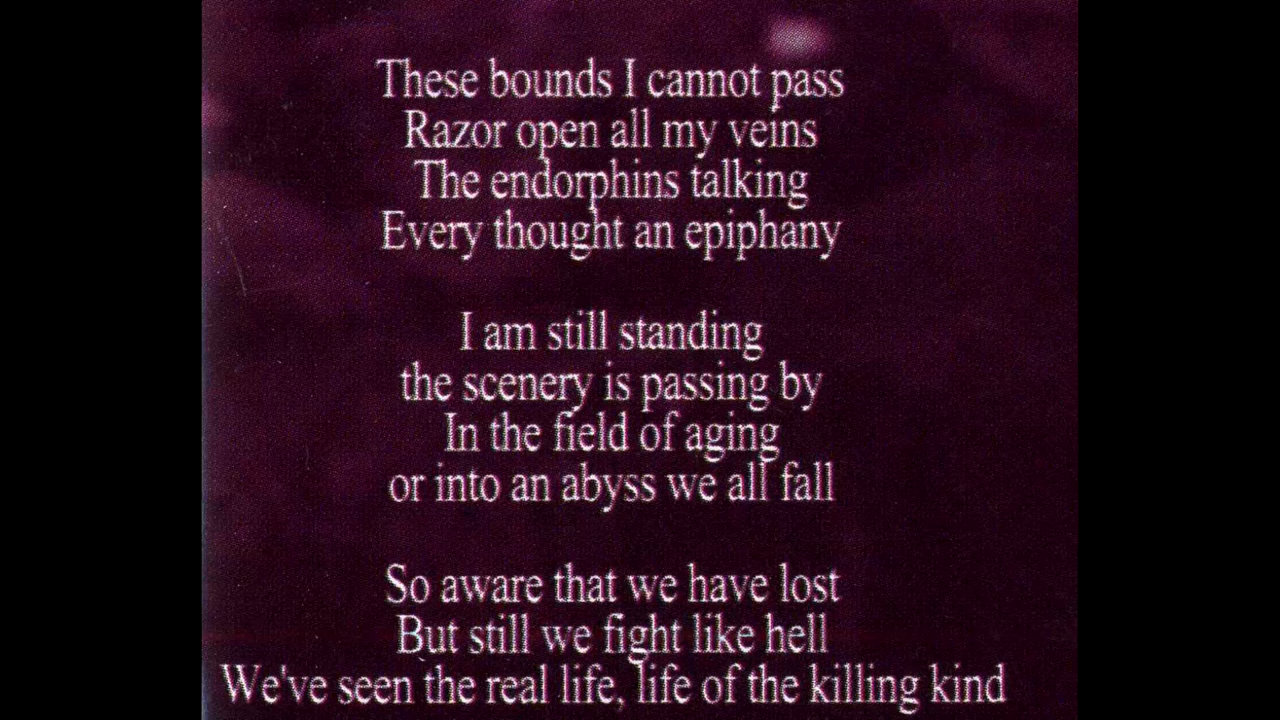 These bounds I cannot pass
Razor open all my veins
The endorphins talking
Every thought an epiphany
I am still standing
the scenery is passing by
In the field of aging
or into an abyss we all fall
So aware that we have lost
But still we fight like hell
We've seen the real life, life of the killing kind